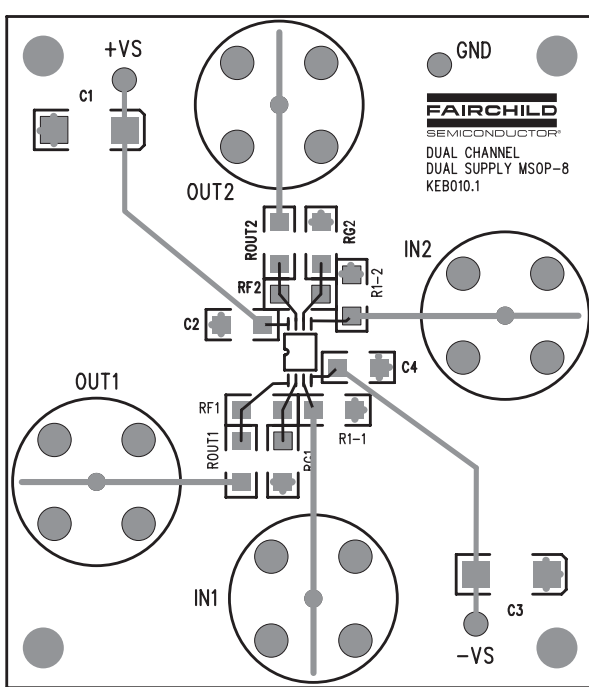 +VS
GND
C1
FAIRCHILD
SEMICONDUCTOR®
DUAL CHANNEL
DUAL SUPPLY MSOP-8
KEB010.1
OUT2
ROUT2
RG2
IN2
R1-2
RF2
C2
C4
OUT1
RF1
ROUT1
RG1
R1-1
IN1
C3
-VS